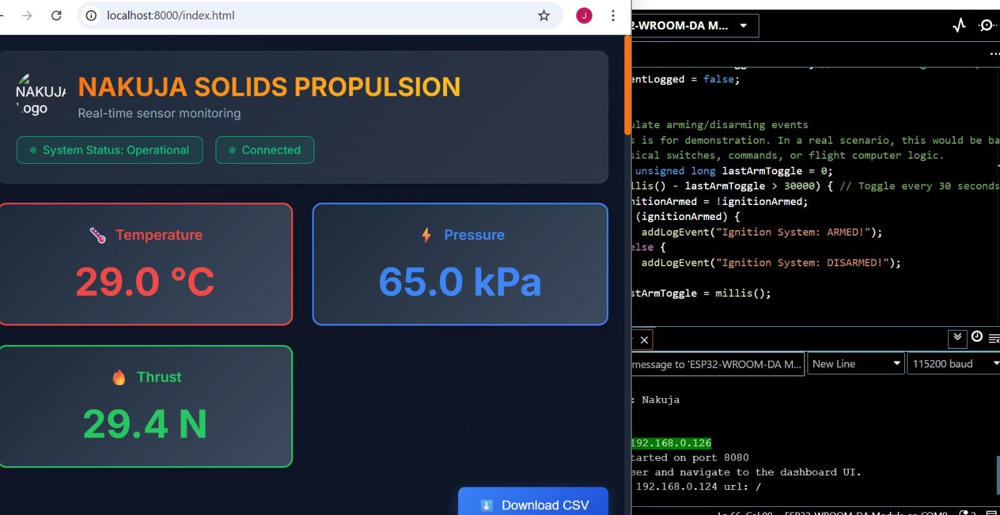 localhost:8000/index.html
J
NAKUJA
Logo
NAKUJA SOLIDS PROPULSION
Real-time sensor monitoring
System Status: Operational
Connected
Temperature
29.0 °C
Pressure
65.0 kPa
Thrust
29.4 N
Download CSV
2-WROOM-DA M...
entLogged = false;
ulate arming/disarming events
s is for demonstration. In a real scenario, this would be ba
sical switches, commands, or flight computer logic.
unsigned long lastArmToggle = 0;
llis() - lastArmToggle > 30000) { // Toggle every 30 seconds
nitionArmed = !ignitionArmed;
(ignitionArmed) {
addLogEvent("Ignition System: ARMED!");
else {
addLogEvent("Ignition System: DISARMED!");
stArmToggle = millis();
message to 'ESP32-WROOM-DA M...
New Line
115200 baud
: Nakuja
192.168.0.126
tarted on port 8080
ser and navigate to the dashboard UI.
192.168.0.124 url: /